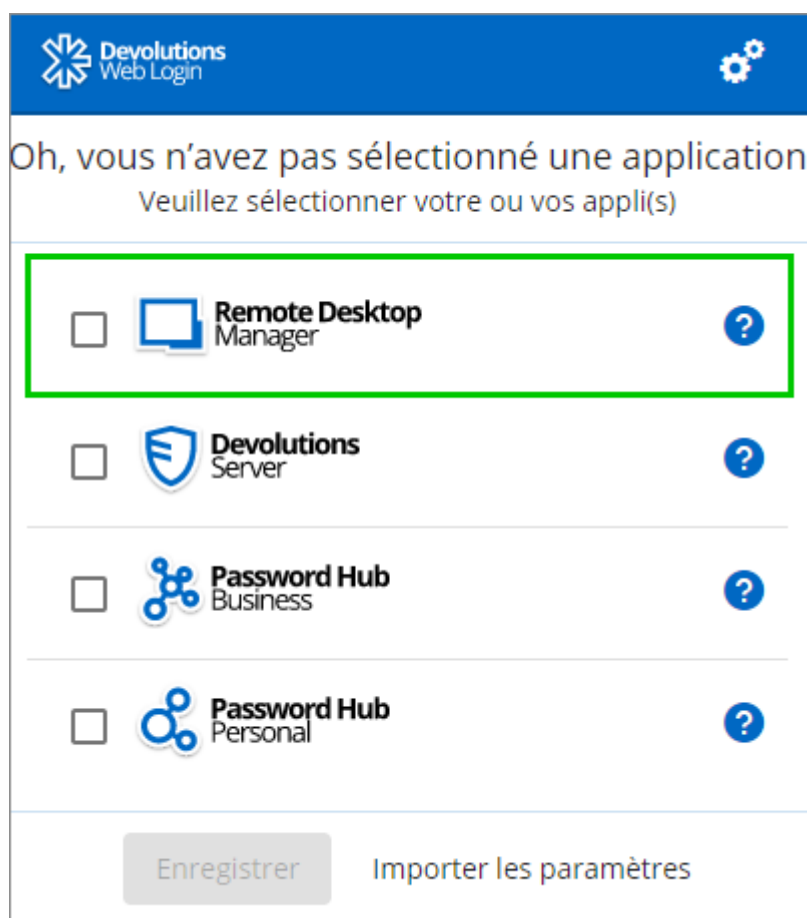 Devolutions
Web Login
Oh, vous n’avez pas sélectionné une application
Veuillez sélectionner votre ou vos appli(s)
Remote Desktop
Manager
?
Devolutions
Server
?
Password Hub
Business
?
Password Hub
Personal
?
Enregistrer Importer les paramètres